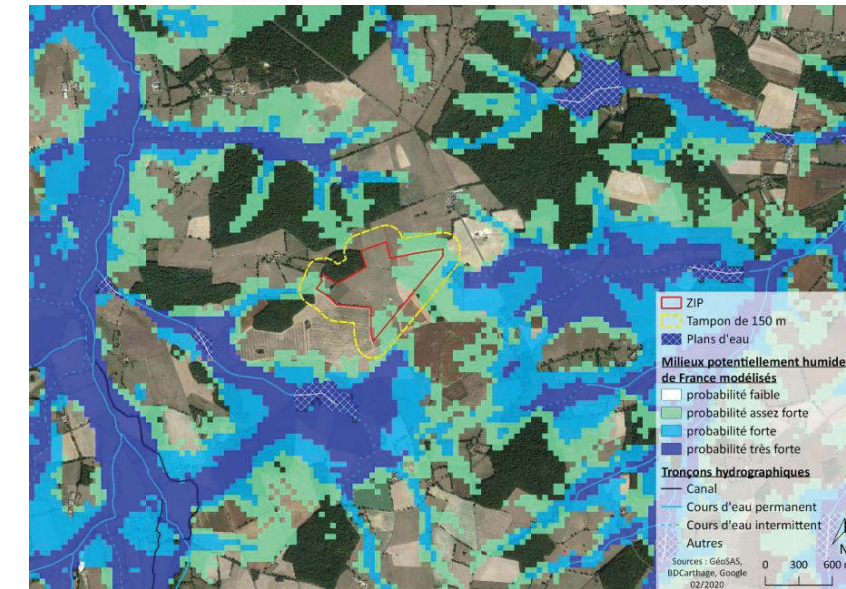 ZIP
Tampon de 150 m
Plans d'eau
Milieux potentiellement humide
de France modélisés
probabilité faible
probabilité assez forte
probabilité forte
probabilité très forte
Tronçons hydrographiques
Canal
Cours d'eau permanent
Cours d'eau intermittent
Autres
N
Sources : GéoSAS,
BDCarthage, Google
02/2020
0 300 600 m